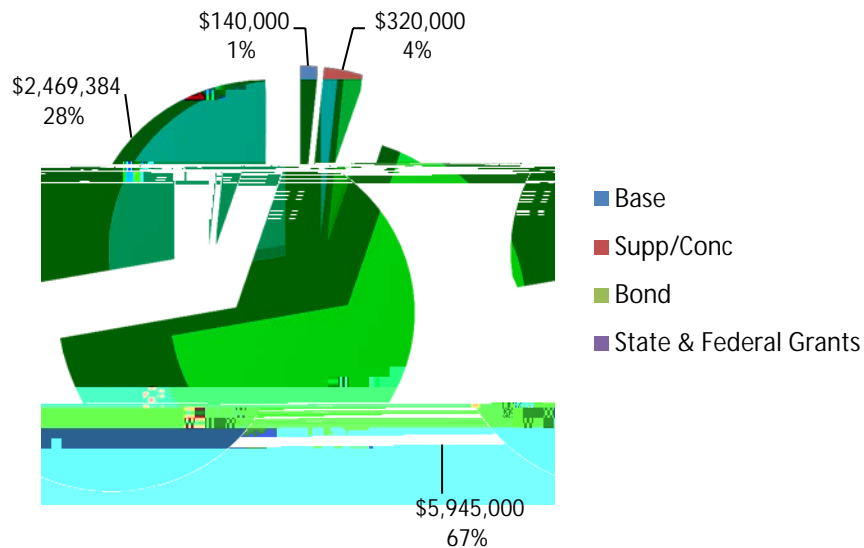 $140,000
1%
$320,000
4%
$2,469,384
28%
Base
Supp/Conc
Bond
State & Federal Grants
$5,945,000
67%